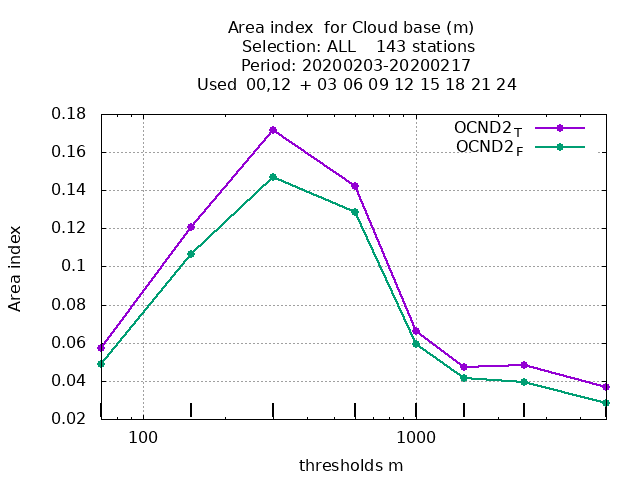 Area index  for Cloud base (m)
Selection: ALL    143 stations
Period: 20200203-20200217
Used  00,12  + 03 06 09 12 15 18 21 24
0.18
0.16
0.14
0.12
0.1
0.08
0.06
0.04
0.02
Area index
OCND2T
OCND2F
100
1000
thresholds m